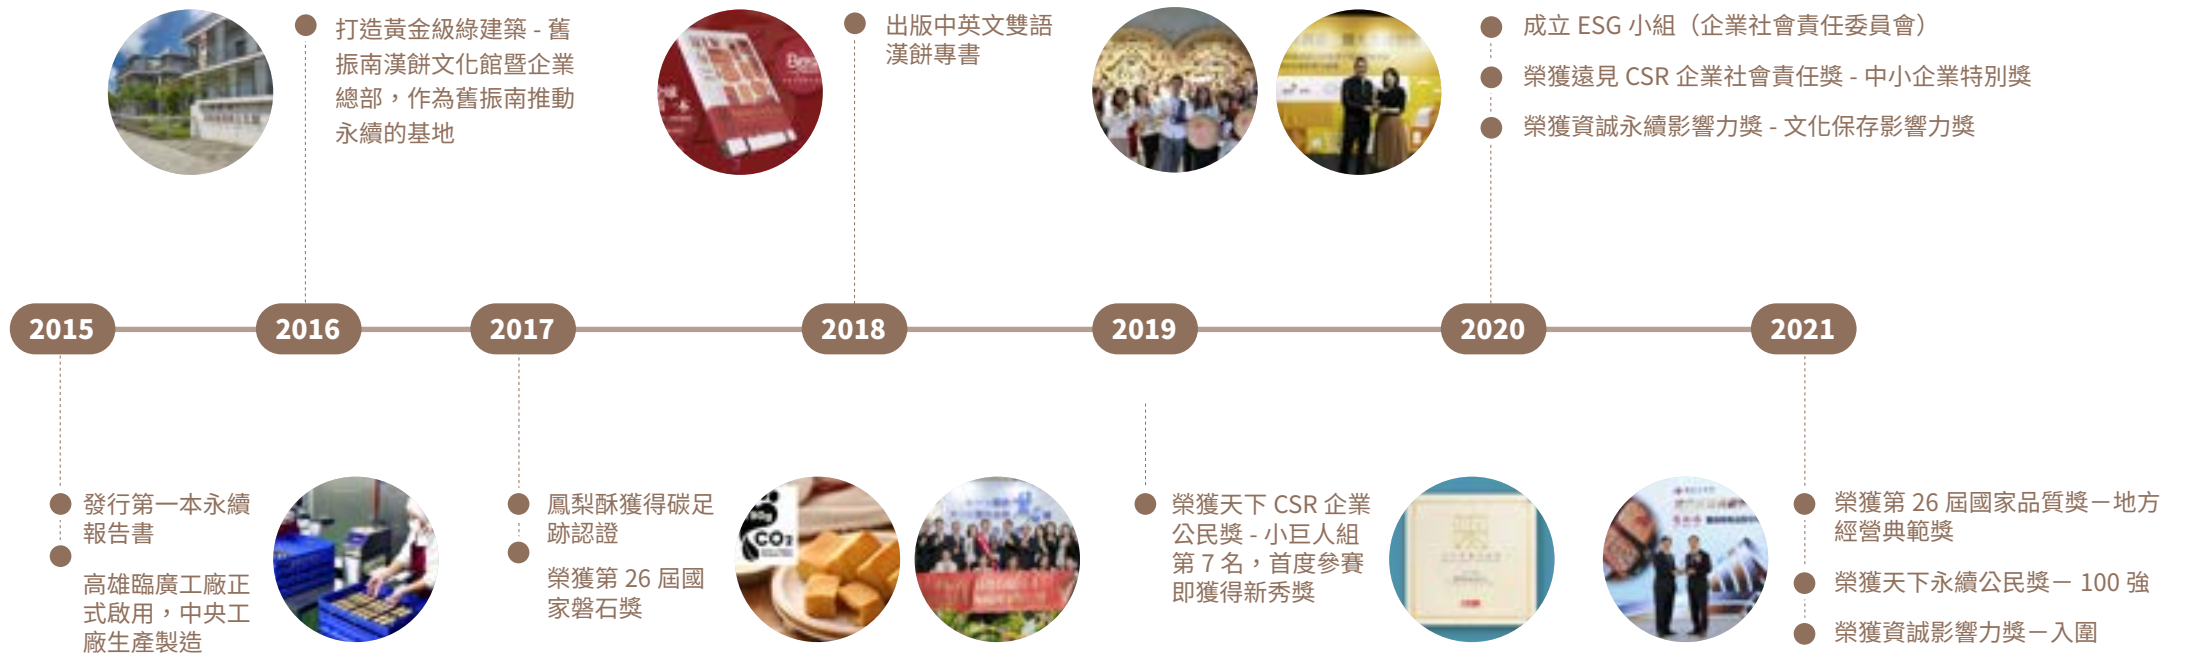 打造黃金級綠建築 - 舊
振南漢餅文化館暨企業
總部，作為舊振南推動
永續的基地
出版中英文雙語
漢餅專書
成立 ESG 小組（企業社會責任委員會）
榮獲遠見 CSR 企業社會責任獎 - 中小企業特別獎
榮獲資誠永續影響力獎 - 文化保存影響力獎
2015
2016
2017
2018
2019
2020
2021
發行第一本永續
報告書
高雄臨廣工廠正
式啟用，中央工
廠生產製造
鳳梨酥獲得碳足
跡認證
榮獲第 26 屆國
家磐石獎
CO2
榮獲天下 CSR 企業
公民獎 - 小巨人組
第 7 名，首度參賽
即獲得新秀獎
榮獲第 26 屆國家品質獎－地方
經營典範獎
榮獲天下永續公民獎－ 100 強
榮獲資誠影響力獎－入圍